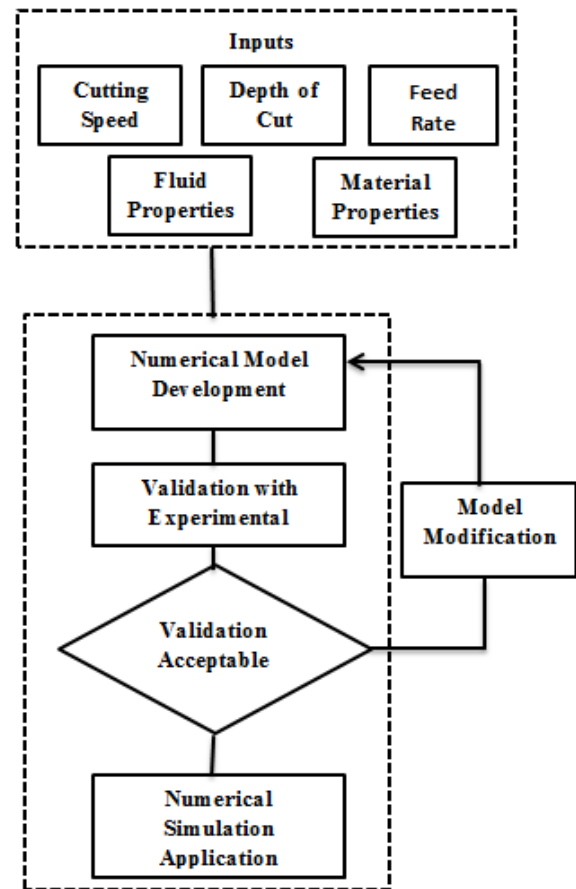 Inputs
Cutting
Speed
Depth of
Cut
Feed
Rate
Fluid
Properties
Material
Properties
Numerical Model
Development
Validation with
Experimental
Model
Modification
Validation
Acceptable
Numerical
Simulation
Application